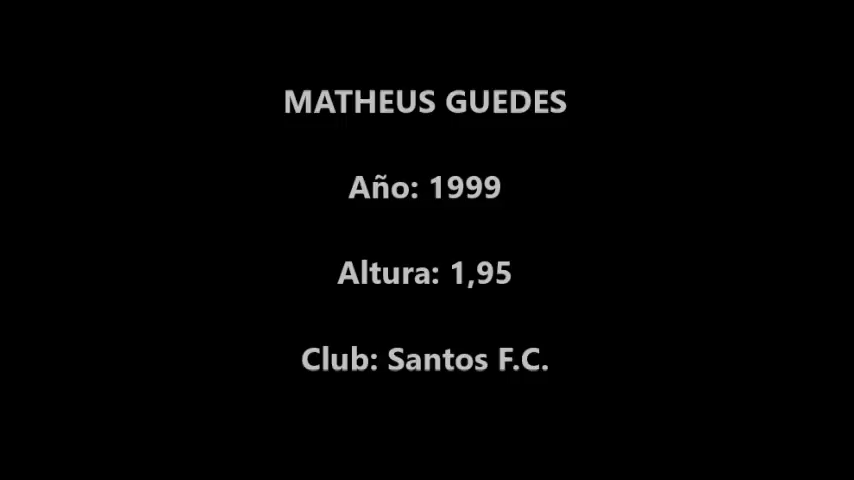 MATHEUS GUEDES
Año: 1999
Altura: 1,95
Club: Santos F.C.